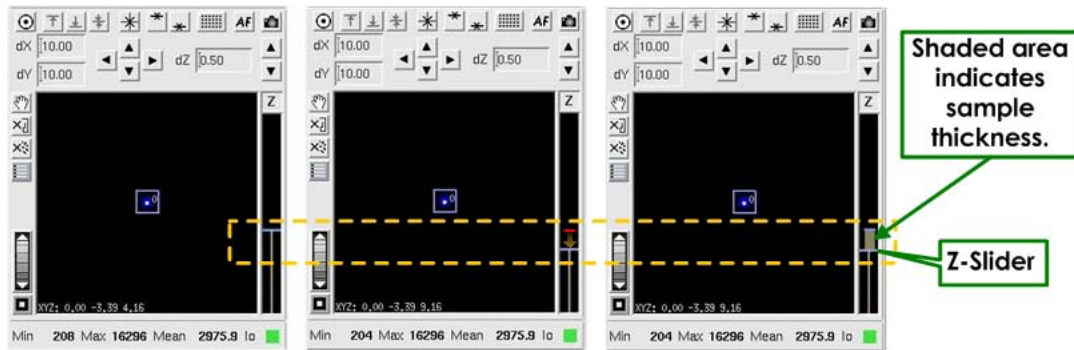 AF
dX 10.00
dY 10.00
dZ 0.50
Z
0
XYZ: 0.00 -3.39 4.16
Min 208 Max 16296 Mean 2975.9 Io
AF
dX 10.00
dY 10.00
dZ 0.50
Z
0
XYZ: 0.00 -3.39 9.16
Min 204 Max 16296 Mean 2975.9 Io
AF
dX 10.00
dY 10.00
dZ 0.50
Z
0
XYZ: 0.00 -3.39 9.16
Min 204 Max 16296 Mean 2975.9 Io
Shaded area
indicates
sample
thickness.
Z-Slider